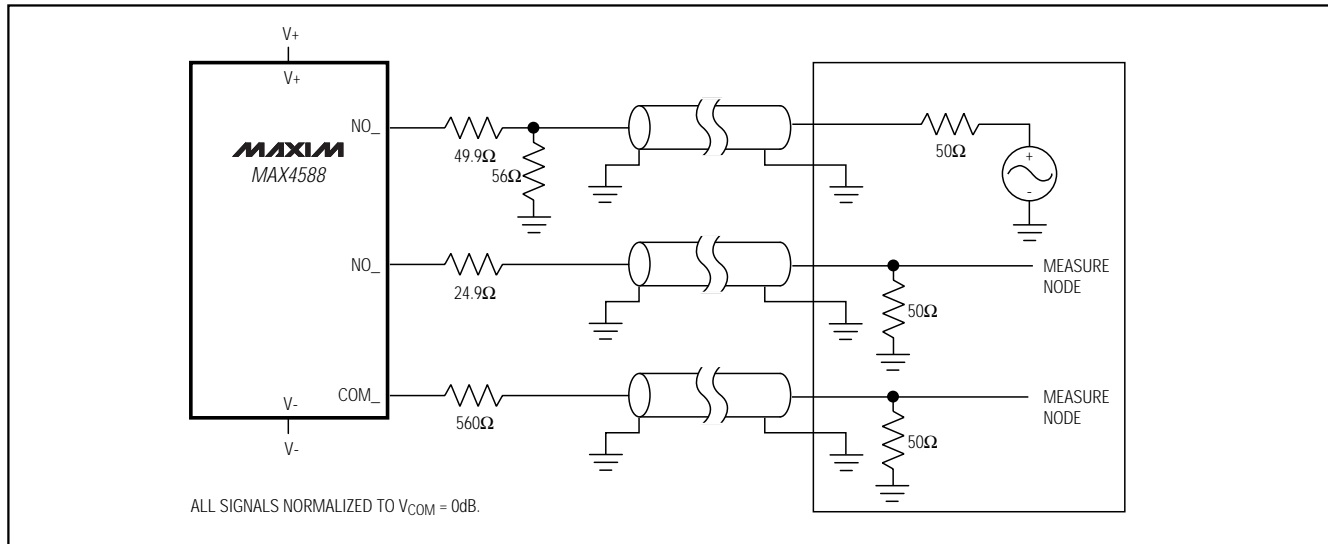 V+
V+
NO_
49.9Ω
56Ω
50Ω
+
-
MAXIM
MAX4588
NO_
24.9Ω
MEASURE
NODE
50Ω
COM_
560Ω
MEASURE
NODE
50Ω
V-
V-
ALL SIGNALS NORMALIZED TO VCOM = 0dB.